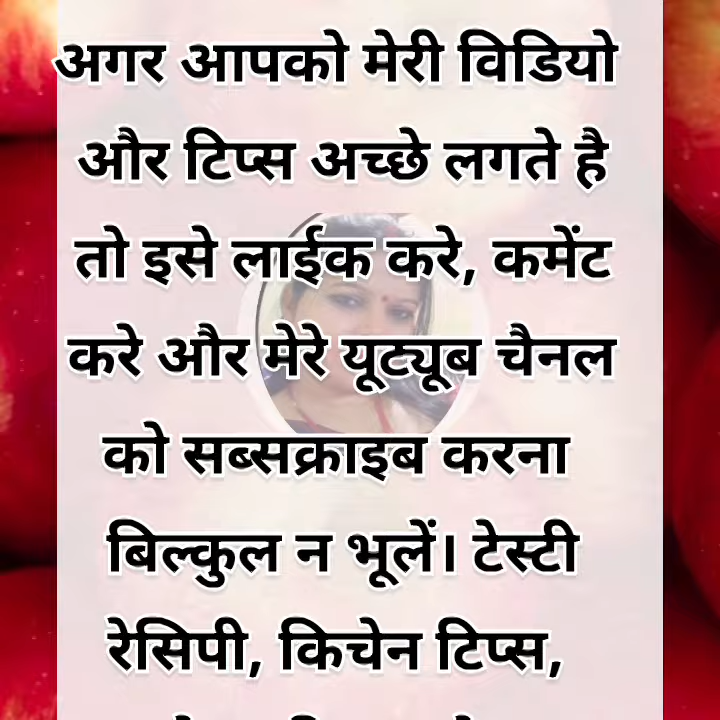 अगर आपको मेरी विडियो
और टिप्स अच्छे लगते है
तो इसे लाईक करे, कमेंट
करे और मेरे यूट्यूब चैनल
को सब्सक्राइब करना
बिल्कुल न भूलें। टेस्टी
रेसिपी, किचेन टिप्स,